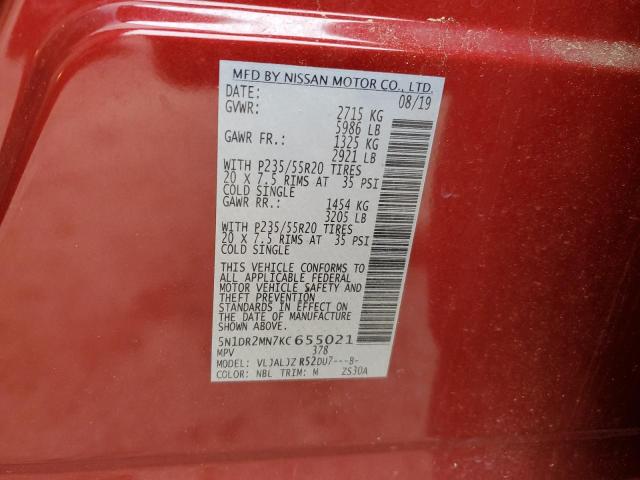 MFD BY NISSAN MOTOR CO., LTD.
DATE: 08/19
GVWR: 2715 KG
5986 LB
GAWR FR.: 1325 KG
2921 LB
WITH P235/55R20 TIRES
20 X 7.5 RIMS AT 35 PSI
COLD SINGLE
GAWR RR.: 1454 KG
3205 LB
WITH P235/55R20 TIRES
20 X 7.5 RIMS AT 35 PSI
COLD SINGLE
THIS VEHICLE CONFORMS TO
ALL APPLICABLE FEDERAL
MOTOR VEHICLE SAFETY AND
THEFT PREVENTION
STANDARDS IN EFFECT ON
THE DATE OF MANUFACTURE
SHOWN ABOVE.
5N1DR2MN7KC655021
MPV 378
MODEL: VLJALJZ R52DU7---B-
COLOR: NBL TRIM: M ZS30A